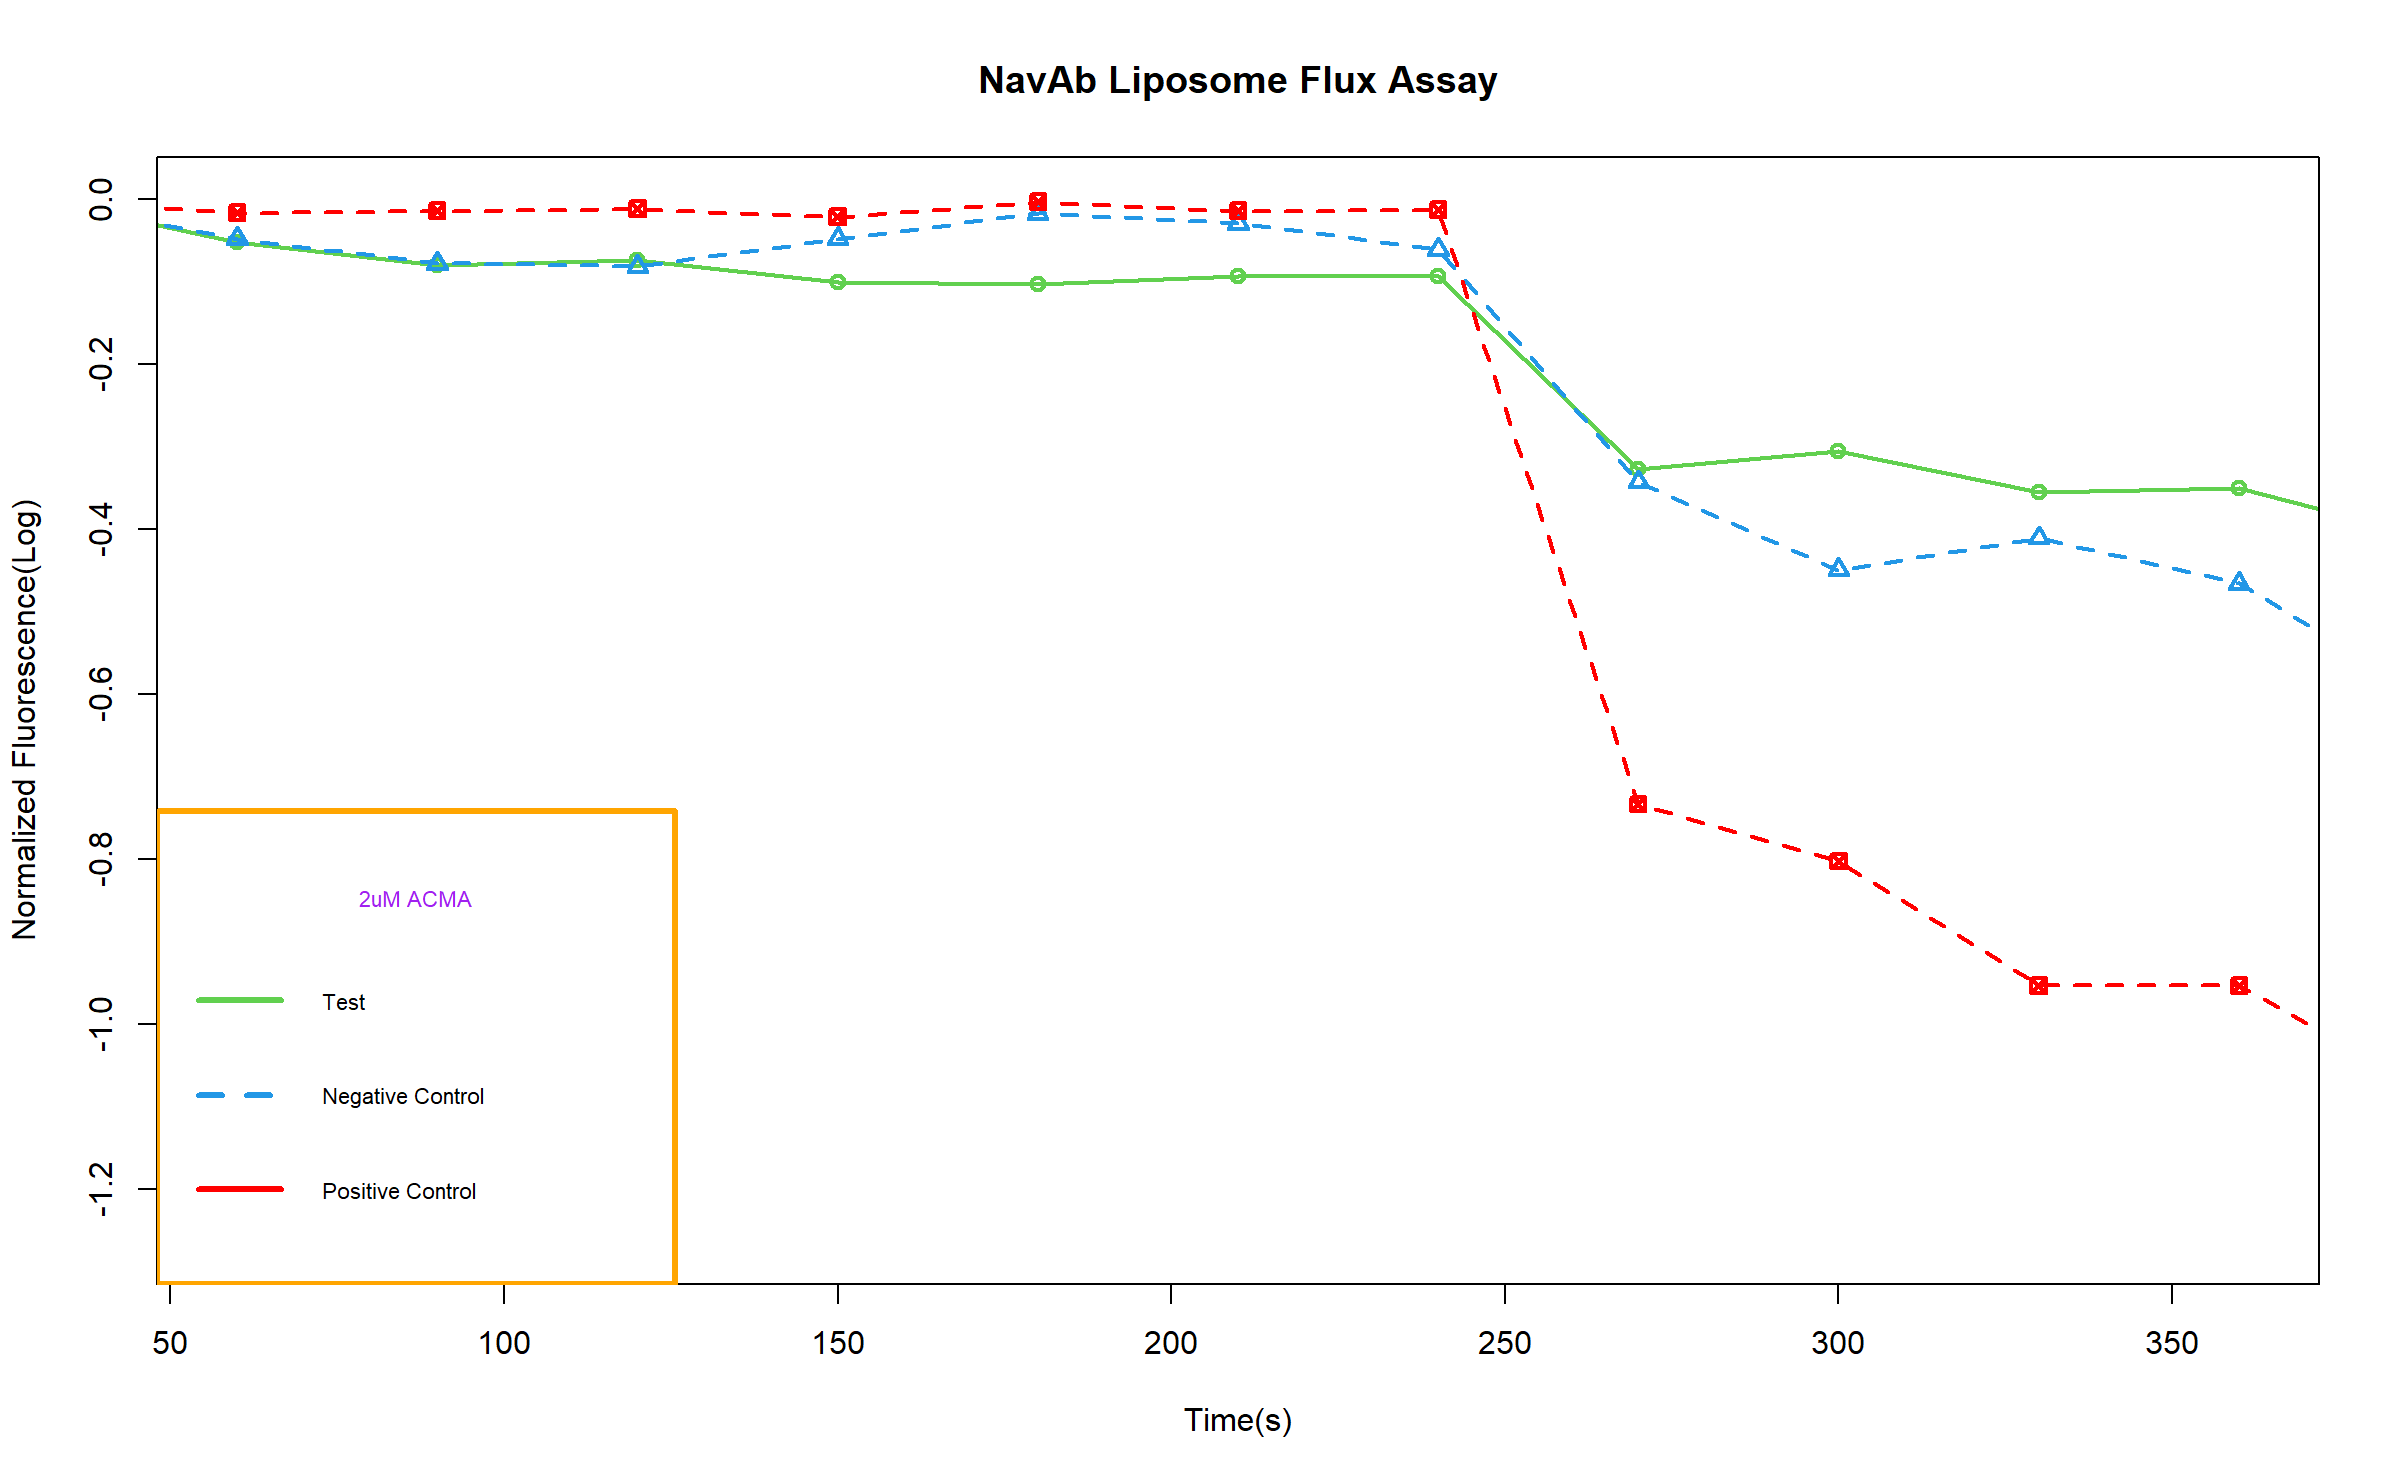 NavAb Liposome Flux Assay
Normalized Fluorescence(Log)
0.0
-0.2
-0.4
-0.6
-0.8
-1.0
-1.2
2uM ACMA
Test
Negative Control
Positive Control
50 100 150 200 250 300 350
Time(s)